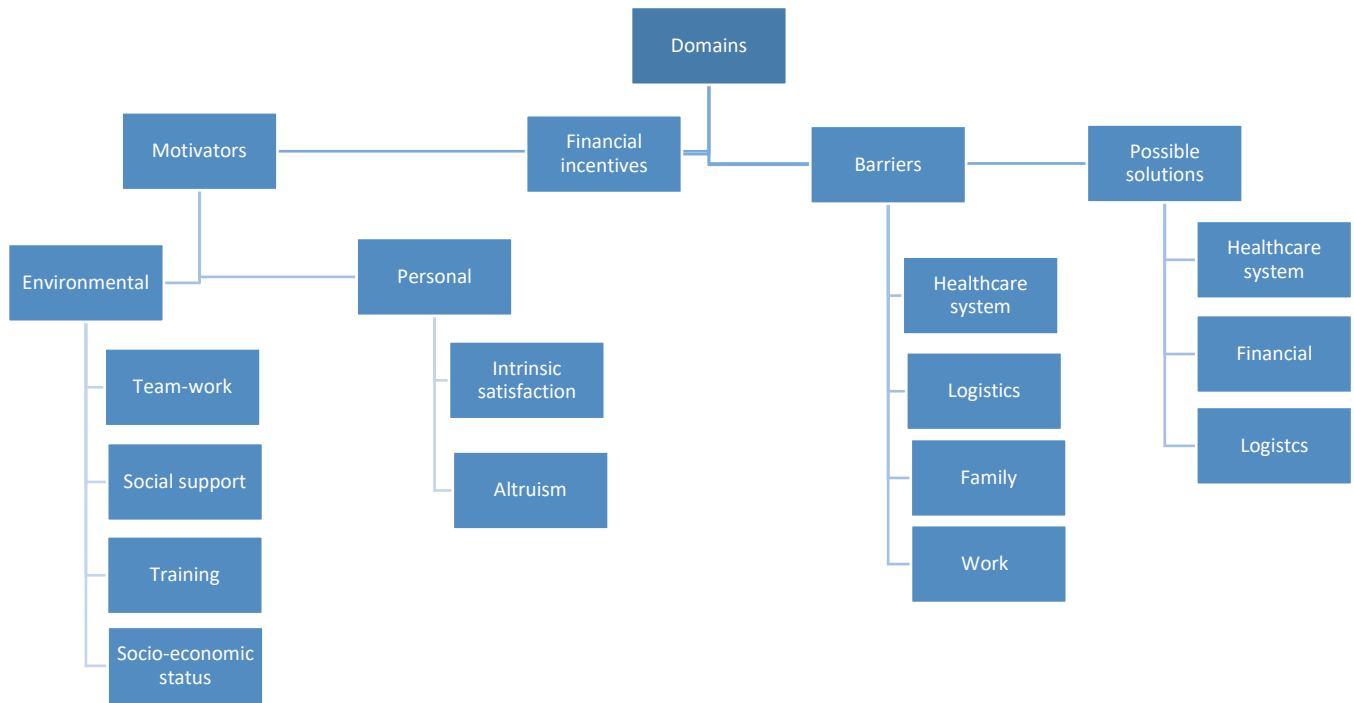 Domains
Motivators
Financial
incentives
Barriers
Possible
solutions
Environmental
Personal
Healthcare
system
Healthcare
system
Team-work
Intrinsic
satisfaction
Logistics
Financial
Social support
Altruism
Family
Logistcs
Training
Work
Socio-economic
status